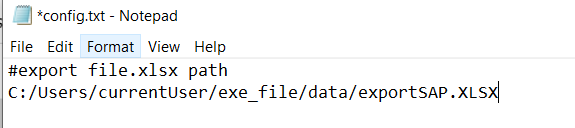 *config.txt - Notepad
File Edit Format View Help
#export file.xlsx path
C:/Users/currentUser/exe_file/data/exportSAP.XLSX